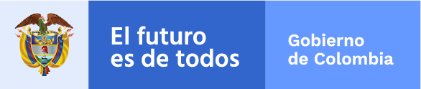 El futuro
es de todos
Gobierno
de Colombia